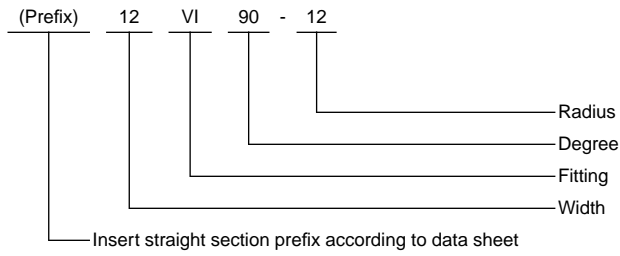 (Prefix) 12 VI 90 - 12
Radius
Degree
Fitting
Width
Insert straight section prefix according to data sheet